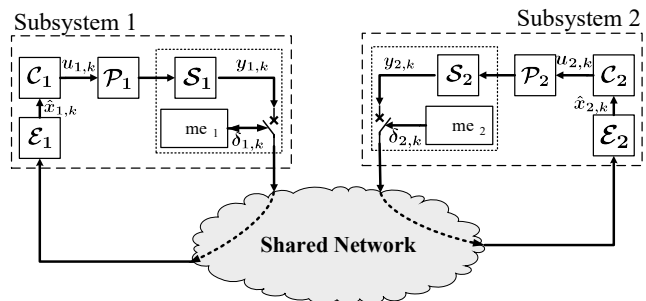 Subsystem 1
Subsystem 2
C₁ u₁,ₖ P₁ S₁ y₁,ₖ
y₂,ₖ S₂ P₂ u₂,ₖ C₂
x̂₁,ₖ
x̂₂,ₖ
E₁ me ₁ δ₁,ₖ
δ₂,ₖ me ₂ E₂
Shared Network